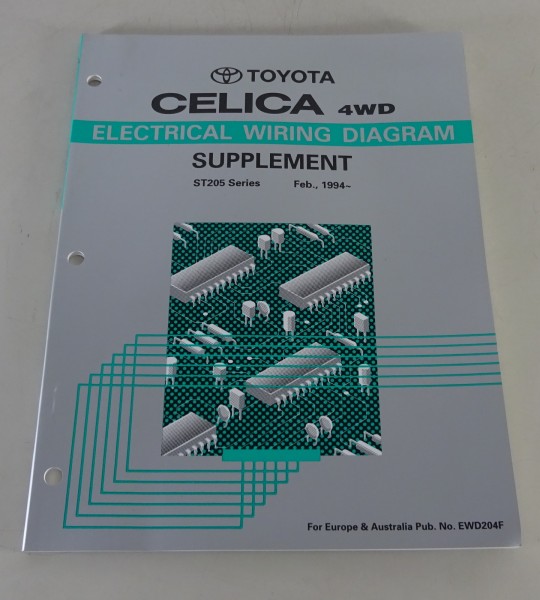 TOYOTA
CELICA 4WD
ELECTRICAL WIRING DIAGRAM
SUPPLEMENT
ST205 Series Feb., 1994~
For Europe & Australia Pub. No. EWD204F